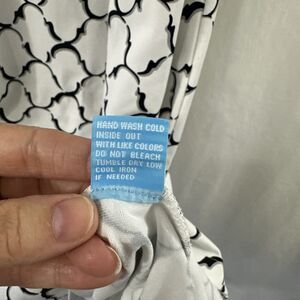 HAND WASH COLD
INSIDE OUT
WITH LIKE COLORS
DO NOT BLEACH
TUMBLE DRY LOW
COOL IRON
IF NEEDED